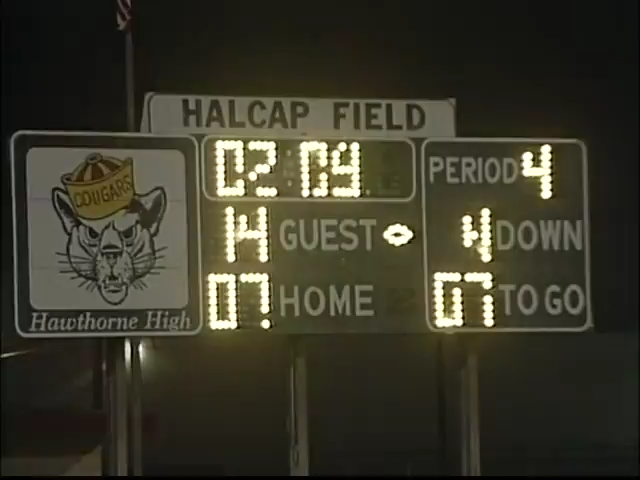 HALCAP FIELD
COUGARS
Hawthorne High
02:09
PERIOD 4
14 GUEST
4 DOWN
07 HOME
07 TO GO